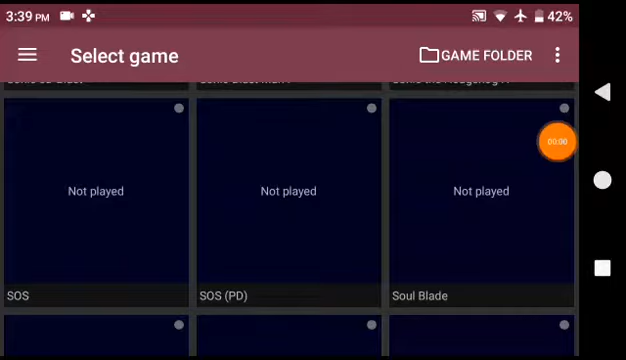 3:39 PM 42%
Select game GAME FOLDER
Not played Not played Not played
00:00
SOS SOS (PD) Soul Blade